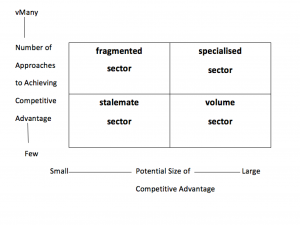 vMany
Number of
Approaches
to Achieving
Competitive
Advantage
Few
fragmented
sector
specialised
sector
stalemate
sector
volume
sector
Small
Potential Size of
Large
Competitive Advantage